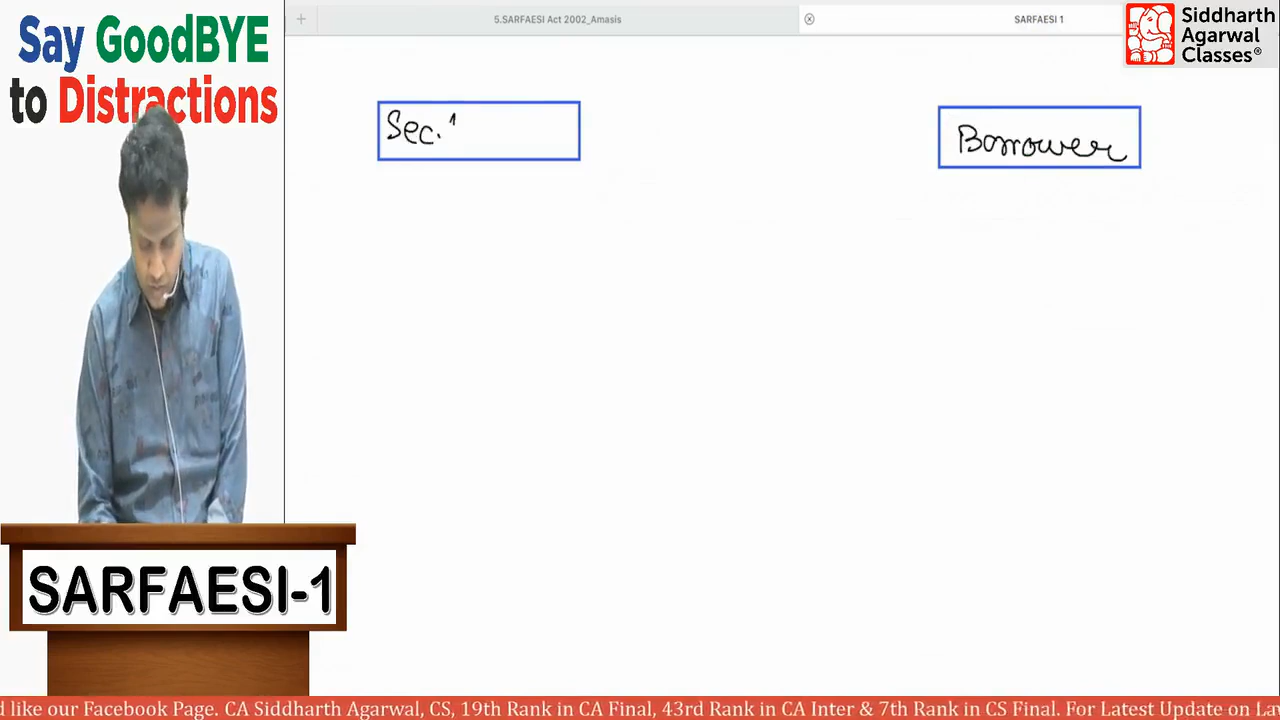 Say GoodBYE
to Distractions
5.SARFAESI Act 2002_Amasis
SARFAESI 1
Siddharth
Agarwal
Classes®
Sec.
Borrower
SARFAESI-1
d like our Facebook Page. CA Siddharth Agarwal, CS, 19th Rank in CA Final, 43rd Rank in CA Inter & 7th Rank in CS Final. For Latest Update on La